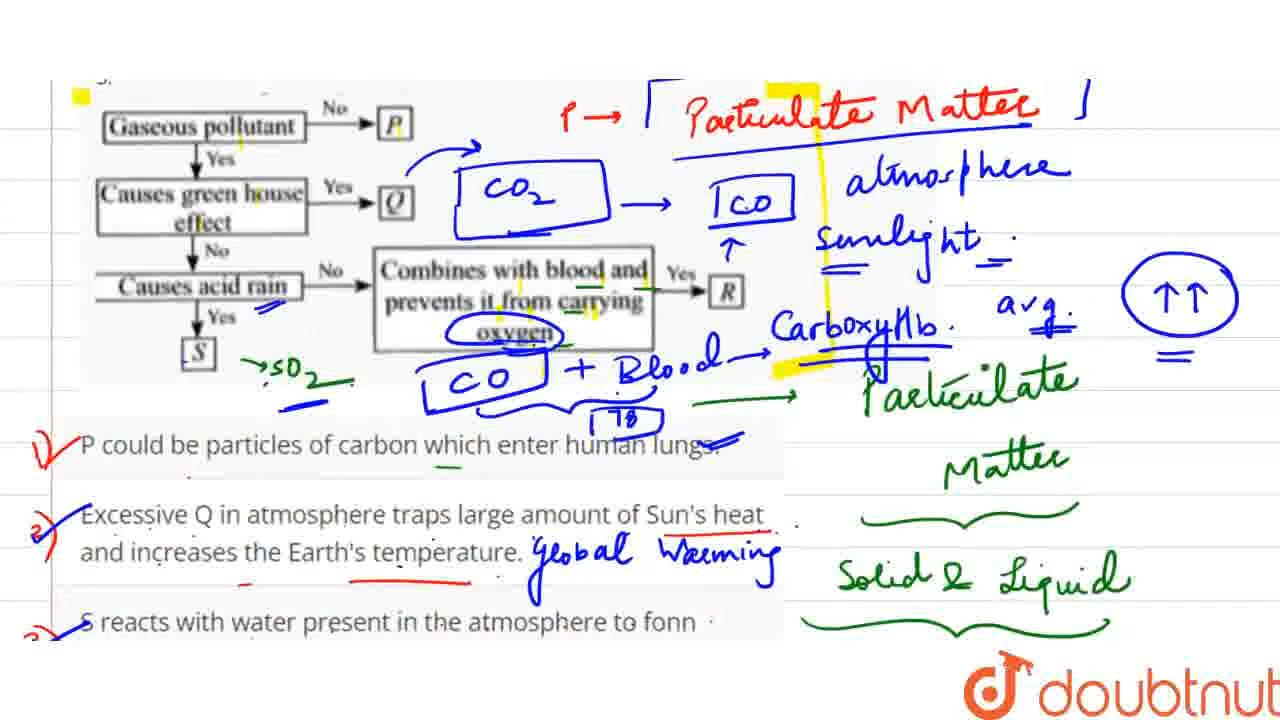 Gaseous pollutant
No
P
Yes
Causes green house
effect
Yes
Q
No
Causes acid rain
No
Combines with blood and
prevents it from carrying
oxygen
Yes
R
Yes
S
P → Particulate Matter
CO2 → CO
atmosphere
sunlight
avg.
↑↑
→ SO2
CO + Blood → CarboxyHb.
→ Particulate
Matter
Solid & Liquid
1) P could be particles of carbon which enter human lungs.
2) Excessive Q in atmosphere traps large amount of Sun's heat
and increases the Earth's temperature. Global Warming
S reacts with water present in the atmosphere to fonn
doubtnut